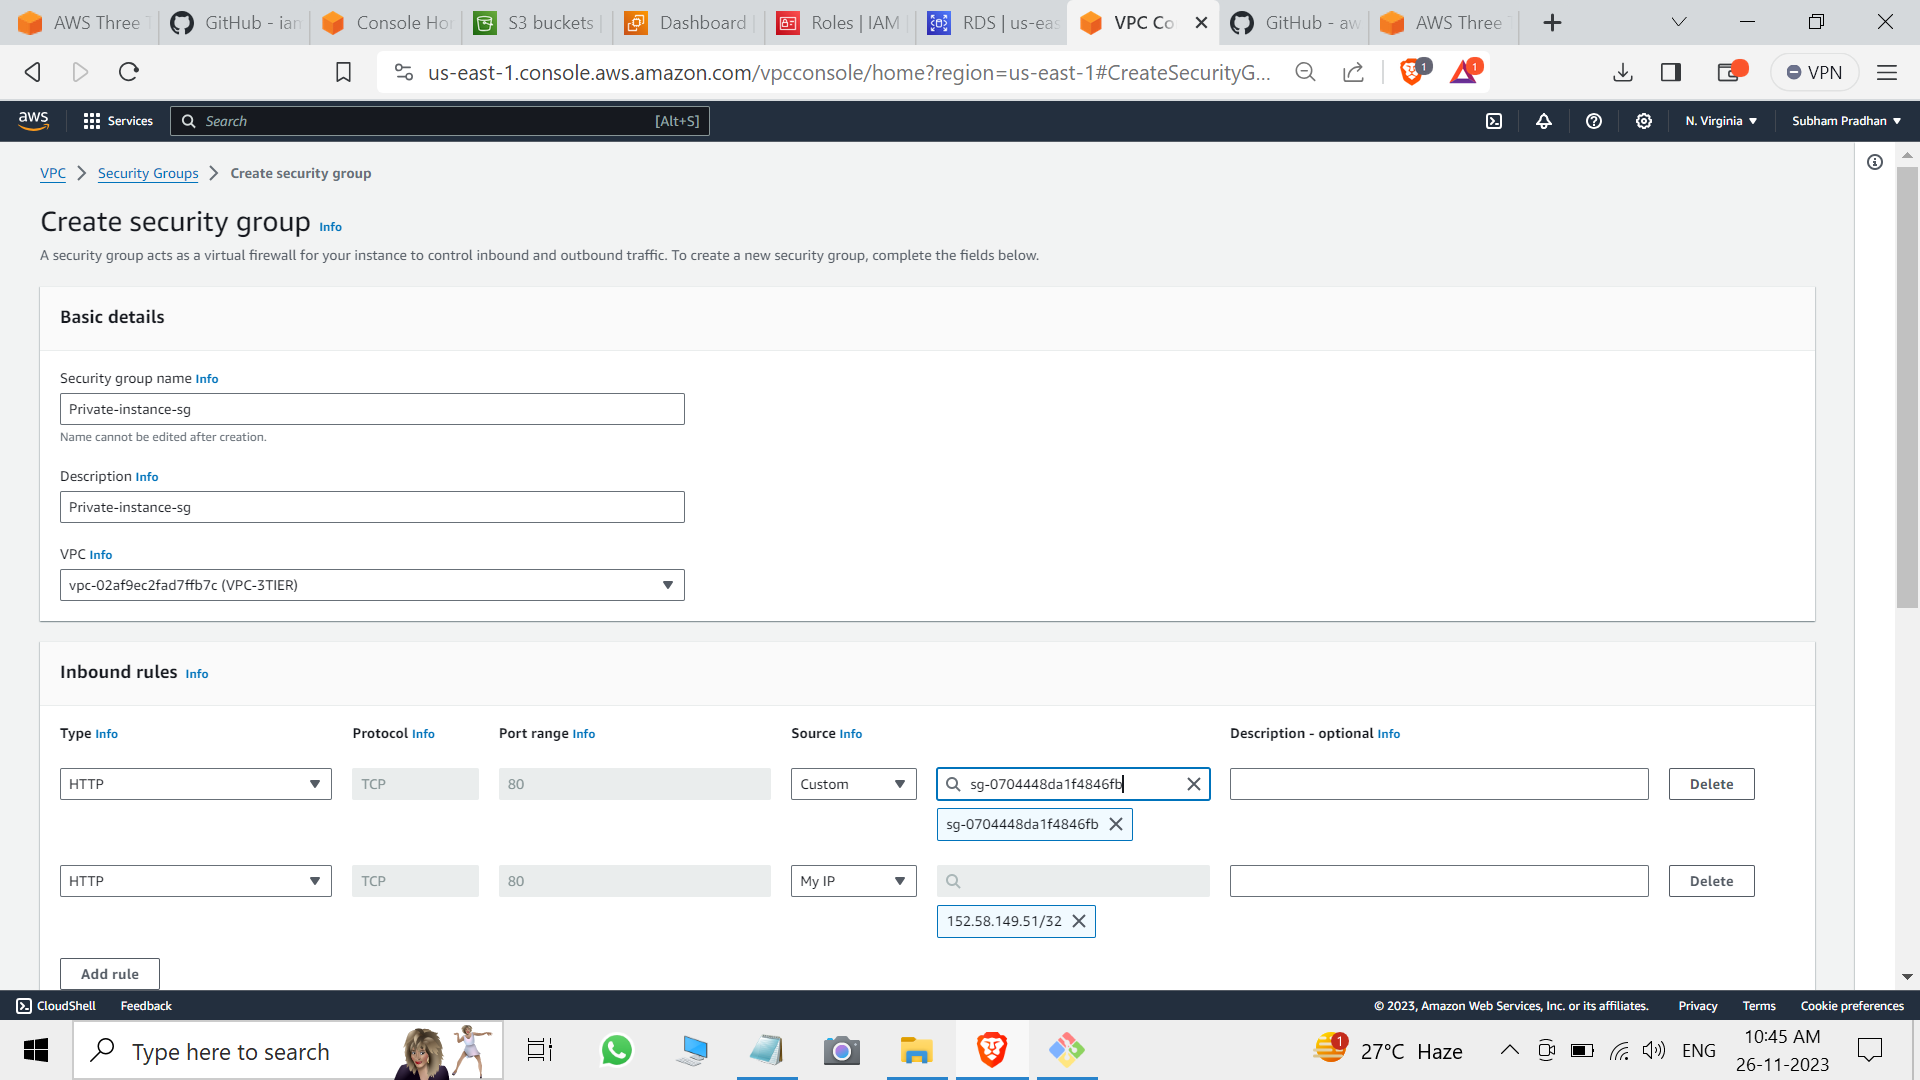 AWS Three T
GitHub - iam
Console Hom
S3 buckets |
Dashboard |
Roles | IAM |
RDS | us-eas
VPC Co
GitHub - aw
AWS Three T
us-east-1.console.aws.amazon.com/vpcconsole/home?region=us-east-1#CreateSecurityG...
1
1
VPN
aws
Services
Search
[Alt+S]
N. Virginia
Subham Pradhan
VPC
Security Groups
Create security group
Create security group Info
A security group acts as a virtual firewall for your instance to control inbound and outbound traffic. To create a new security group, complete the fields below.
Basic details
Security group name Info
Private-instance-sg
Name cannot be edited after creation.
Description Info
Private-instance-sg
VPC Info
vpc-02af9ec2fad7ffb7c (VPC-3TIER)
Inbound rules Info
Type Info
Protocol Info
Port range Info
Source Info
Description - optional Info
HTTP
TCP
80
Custom
sg-0704448da1f4846fb
Delete
sg-0704448da1f4846fb
HTTP
TCP
80
My IP
Delete
152.58.149.51/32
Add rule
CloudShell
Feedback
© 2023, Amazon Web Services, Inc. or its affiliates.
Privacy
Terms
Cookie preferences
Type here to search
1
27°C Haze
ENG
10:45 AM
26-11-2023